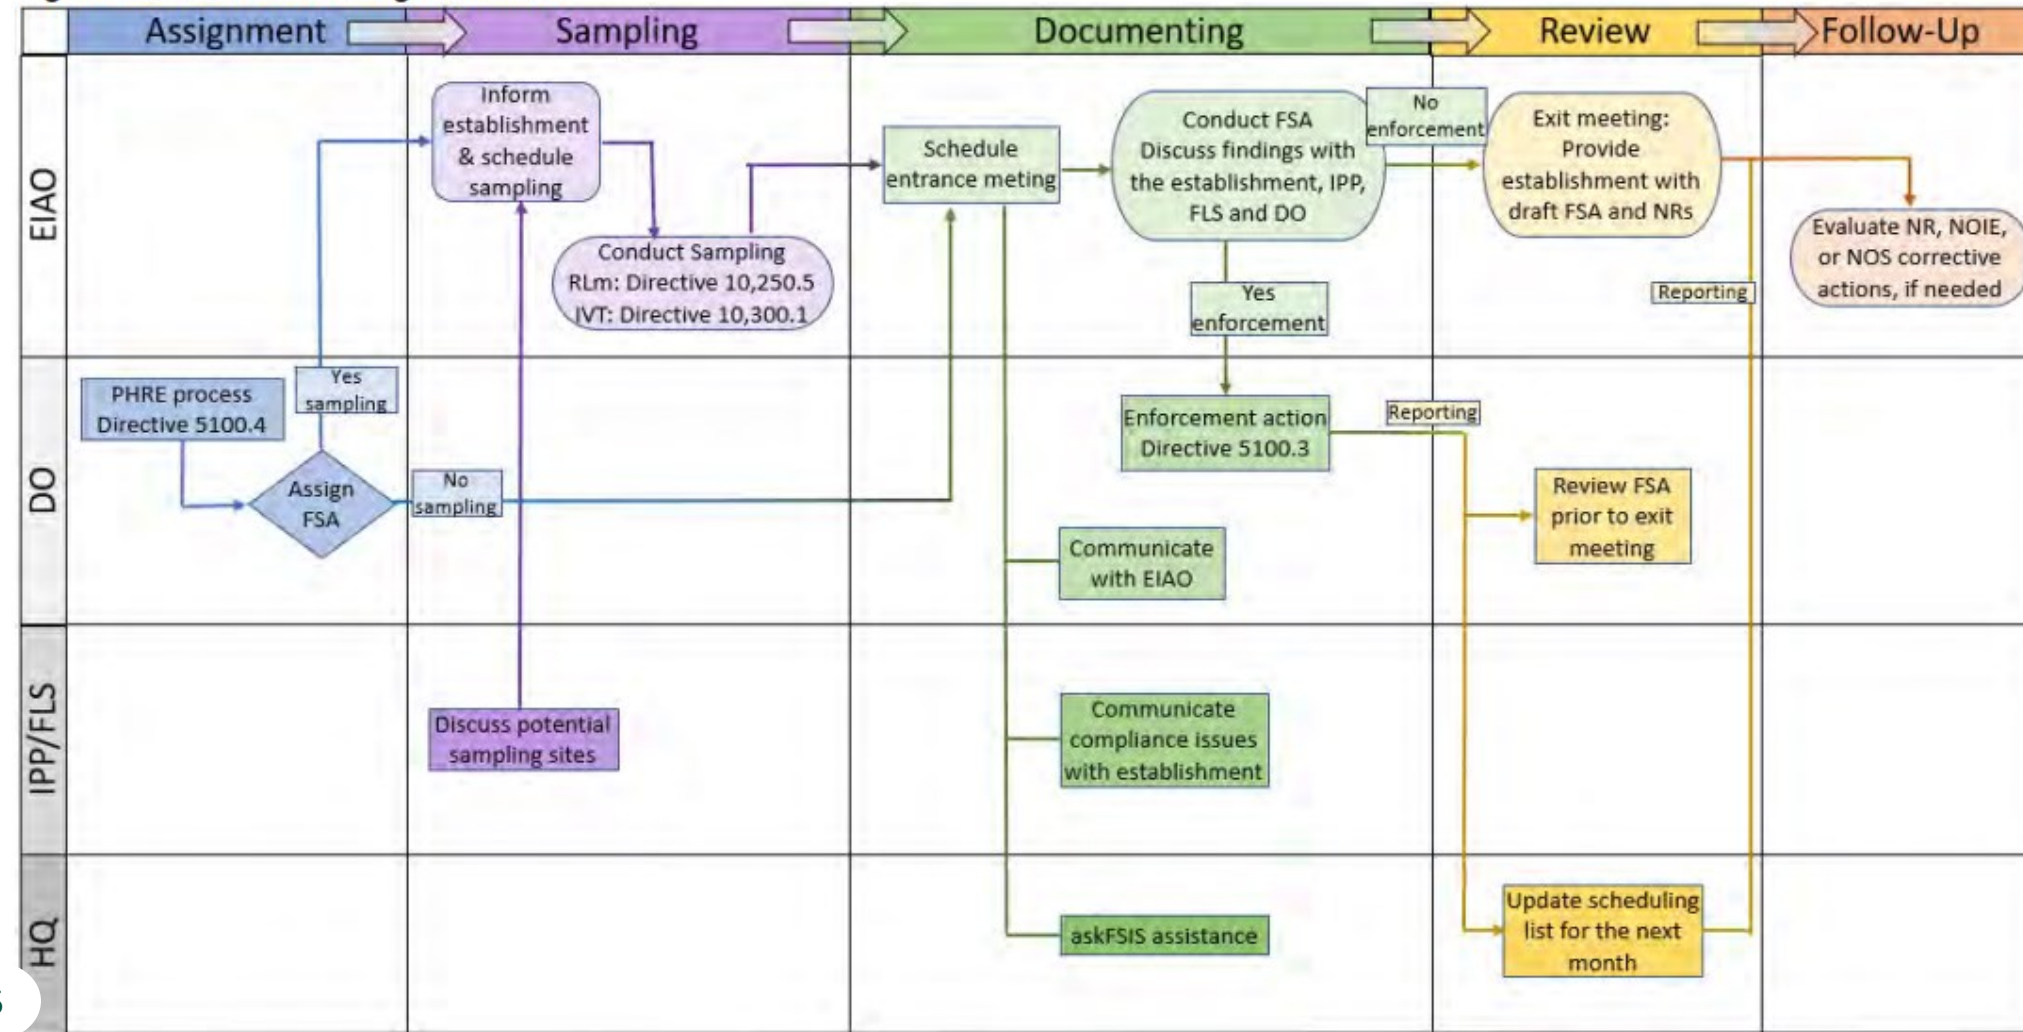 Assignment
Sampling
Documenting
Review
Follow-Up
EIAO
Inform
establishment
& schedule
sampling
Conduct Sampling
RLm: Directive 10,250.5
IVT: Directive 10,300.1
Schedule
entrance meting
Conduct FSA
Discuss findings with
the establishment, IPP,
FLS and DO
No
enforcement
Yes
enforcement
Exit meeting:
Provide
establishment with
draft FSA and NRs
Reporting
Evaluate NR, NOIE,
or NOS corrective
actions, if needed
DO
PHRE process
Directive 5100.4
Yes
sampling
Assign
FSA
No
sampling
Enforcement action
Directive 5100.3
Reporting
Communicate
with EIAO
Review FSA
prior to exit
meeting
IPP/FLS
Discuss potential
sampling sites
Communicate
compliance issues
with establishment
HQ
askFSIS assistance
Update scheduling
list for the next
month